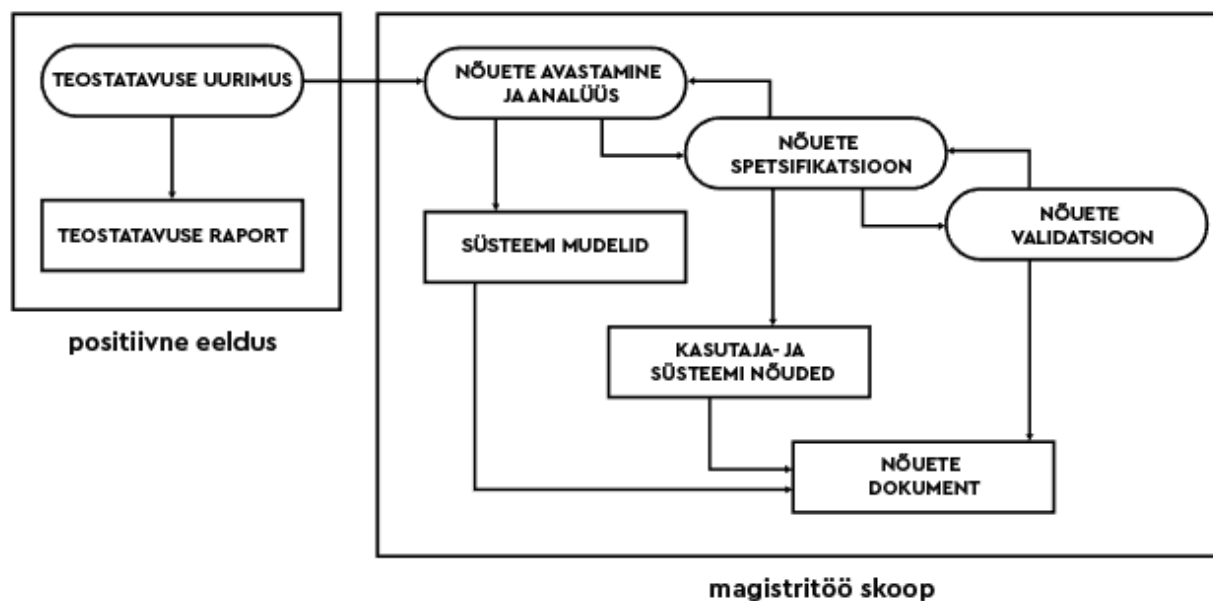 TEOSTATAVUSE UURIMUS
TEOSTATAVUSE RAPORT
positiivne eeldus
NÕUETE AVASTAMINE
JA ANALÜÜS
NÕUETE
SPETSIFIKATSIOON
NÕUETE
VALIDATSIOON
SÜSTEEMI MUDELID
KASUTAJA- JA
SÜSTEEMI NÕUDED
NÕUETE
DOKUMENT
magistritöö skoop